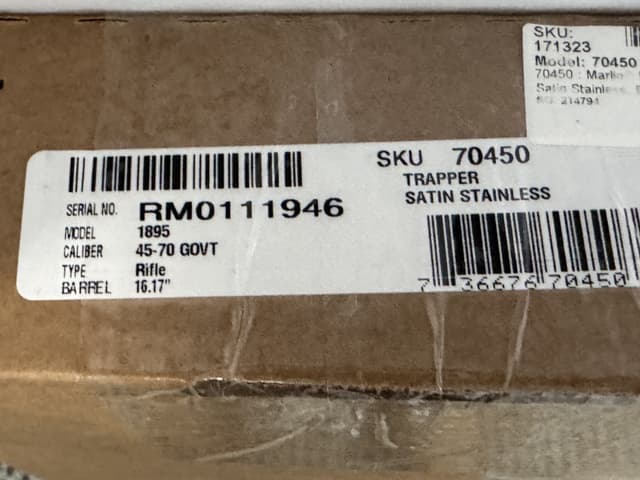 SKU:
171323
Model: 70450
70450 : Marlin
Satin Stainless,
SKU 70450
TRAPPER
SATIN STAINLESS
SERIAL NO. RM0111946
MODEL 1895
CALIBER 45-70 GOVT
TYPE Rifle
BARREL 16.17"
7 36676 70450